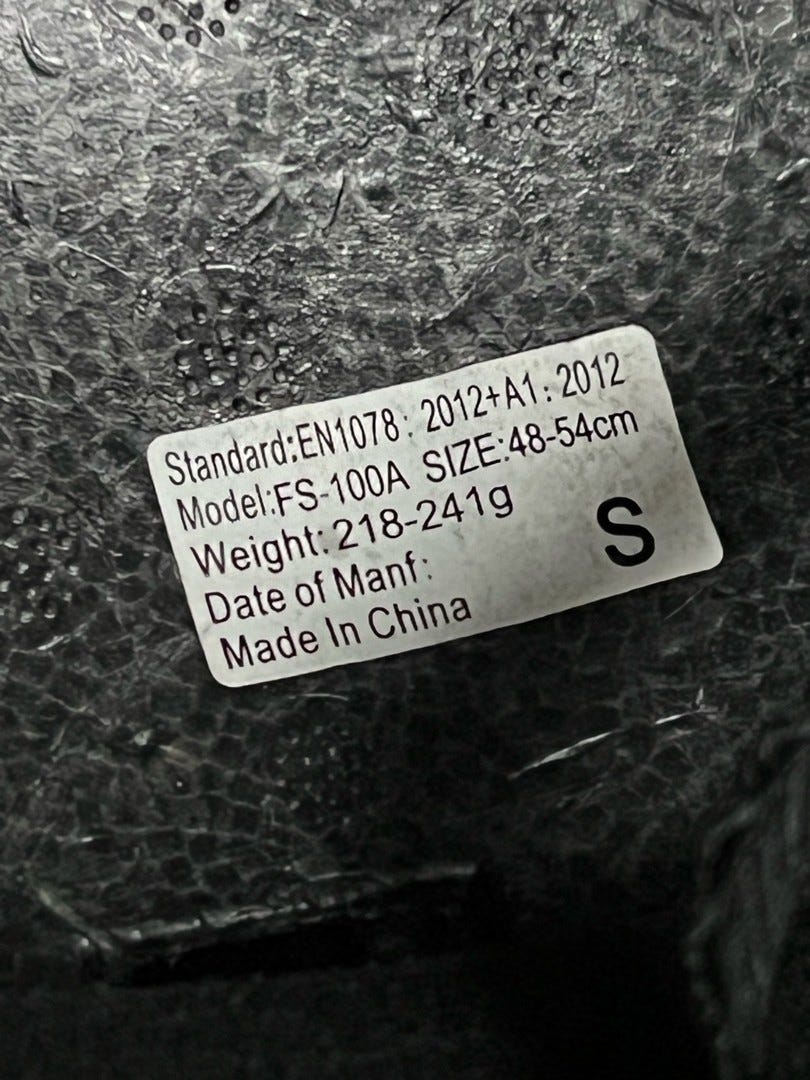 Standard:EN1078: 2012+A1:2012
Model:FS-100A SIZE:48-54cm
Weight:218-241g
Date of Manf:
Made In China
S